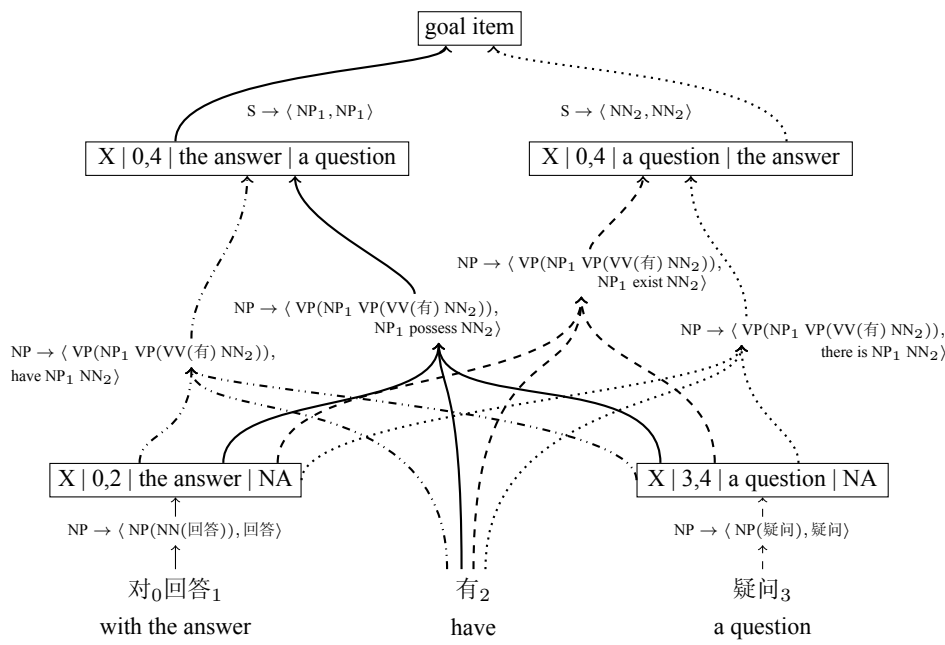 goal item
S → ⟨ NP₁, NP₁⟩
S → ⟨ NN₂, NN₂⟩
X | 0,4 | the answer | a question
X | 0,4 | a question | the answer
NP → ⟨ VP(NP₁ VP(VV(有) NN₂)),
NP₁ exist NN₂⟩
NP → ⟨ VP(NP₁ VP(VV(有) NN₂)),
NP₁ possess NN₂⟩
NP → ⟨ VP(NP₁ VP(VV(有) NN₂)),
there is NP₁ NN₂⟩
NP → ⟨ VP(NP₁ VP(VV(有) NN₂)),
have NP₁ NN₂⟩
X | 0,2 | the answer | NA
X | 3,4 | a question | NA
NP → ⟨ NP(NN(回答)), 回答⟩
NP → ⟨ NP(疑问), 疑问⟩
对₀回答₁
有₂
疑问₃
with the answer
have
a question